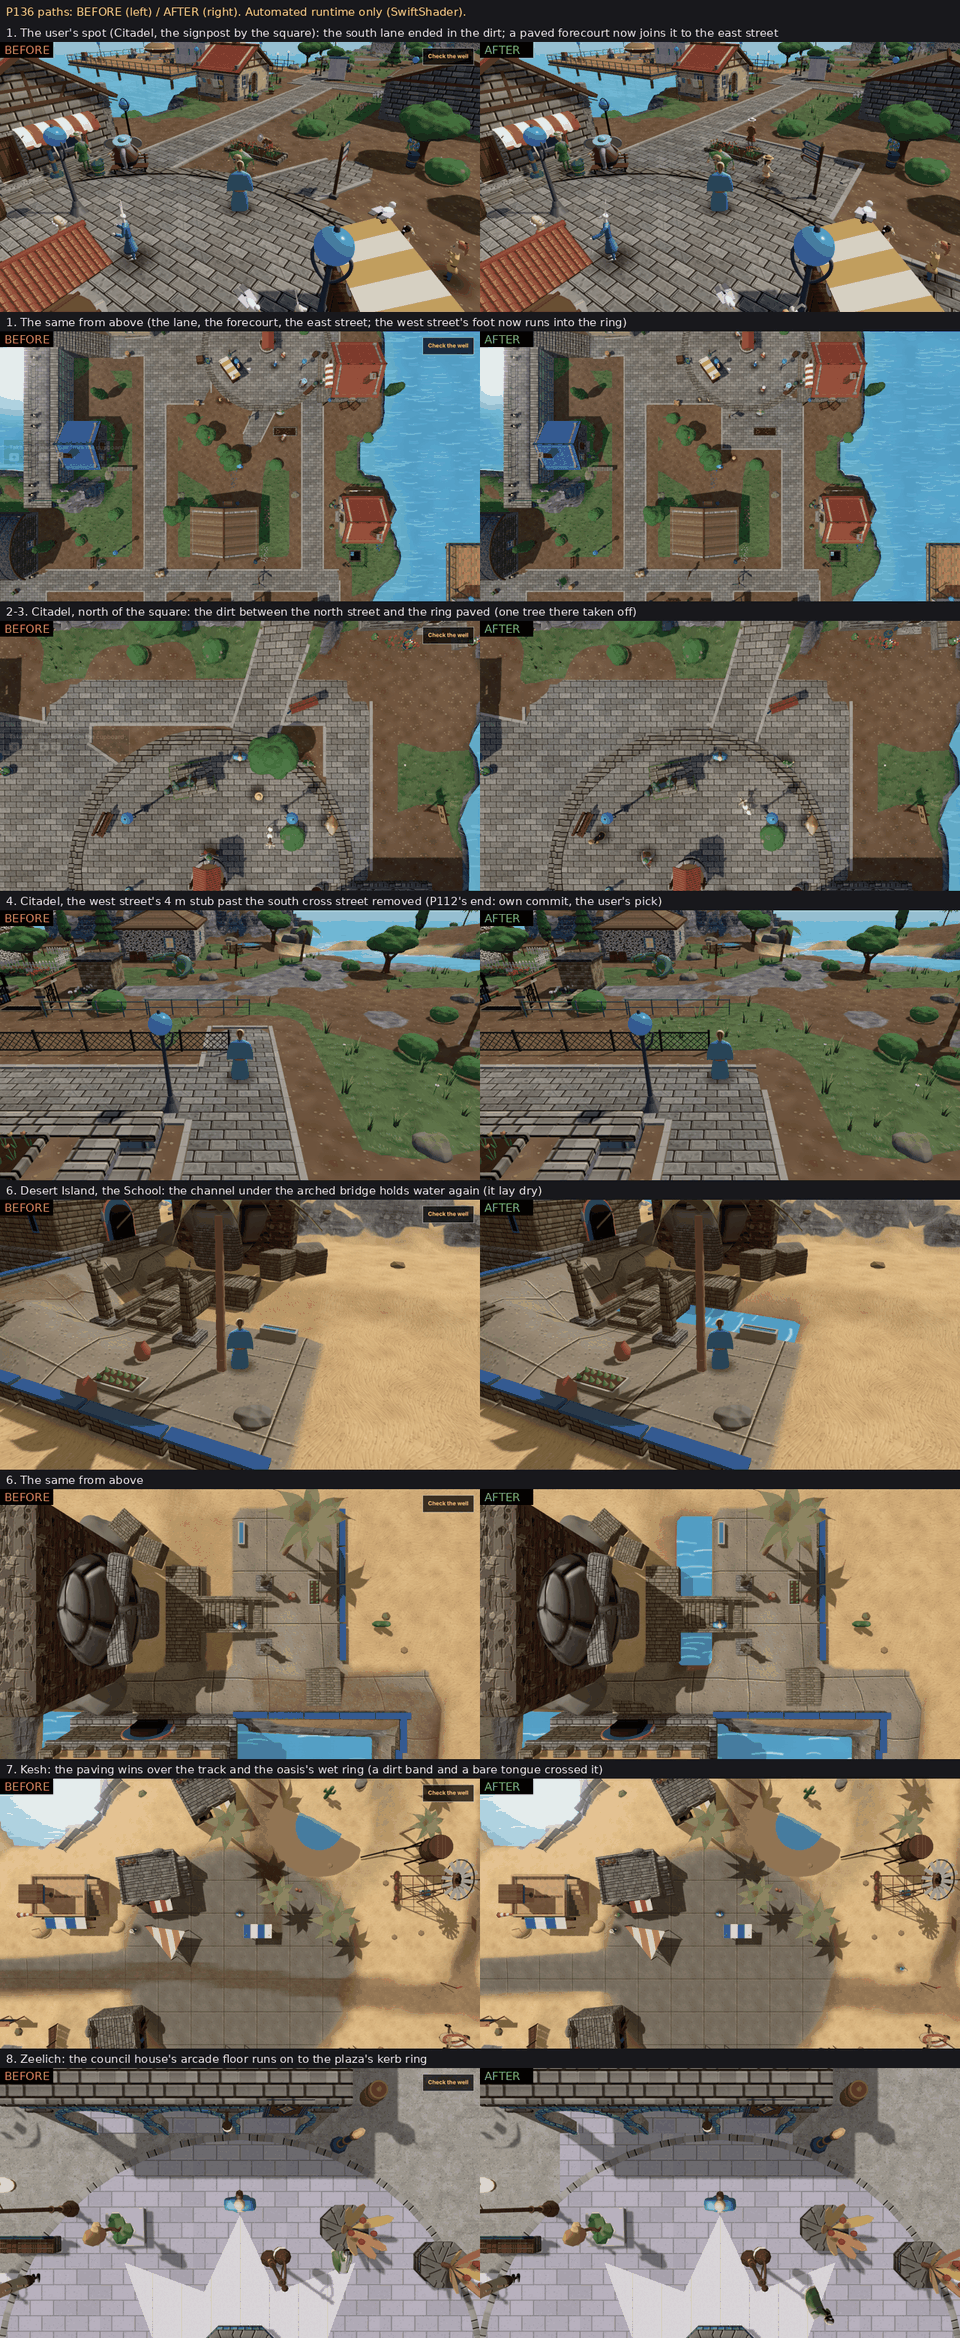 P136 paths: BEFORE (left) / AFTER (right). Automated runtime only (SwiftShader).
1. The user's spot (Citadel, the signpost by the square): the south lane ended in the dirt; a paved forecourt now joins it to the east street
BEFORE
Check the well
AFTER
1. The same from above (the lane, the forecourt, the east street; the west street's foot now runs into the ring)
BEFORE
Check the well
AFTER
2-3. Citadel, north of the square: the dirt between the north street and the ring paved (one tree there taken off)
BEFORE
Check the well
AFTER
4. Citadel, the west street's 4 m stub past the south cross street removed (P112's end: own commit, the user's pick)
BEFORE
AFTER
6. Desert Island, the School: the channel under the arched bridge holds water again (it lay dry)
BEFORE
Check the well
AFTER
6. The same from above
BEFORE
Check the well
AFTER
7. Kesh: the paving wins over the track and the oasis's wet ring (a dirt band and a bare tongue crossed it)
BEFORE
Check the well
AFTER
8. Zeelich: the council house's arcade floor runs on to the plaza's kerb ring
BEFORE
Check the well
AFTER